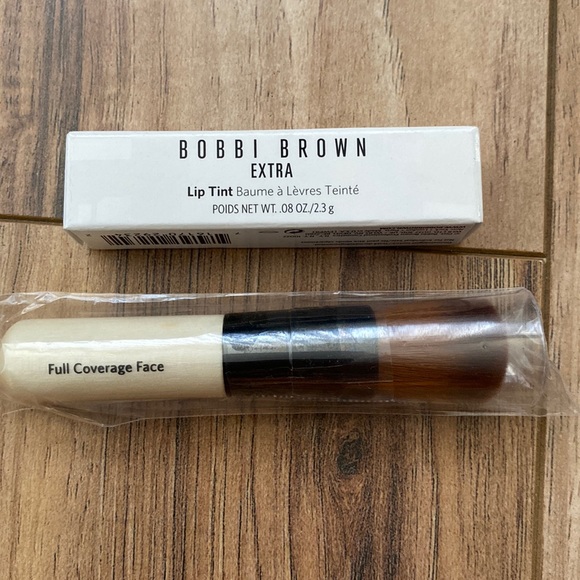 BOBBI BROWN
EXTRA
Lip Tint Baume à Lèvres Teinté
POIDS NET WT. .08 OZ./2.3 g
Full Coverage Face